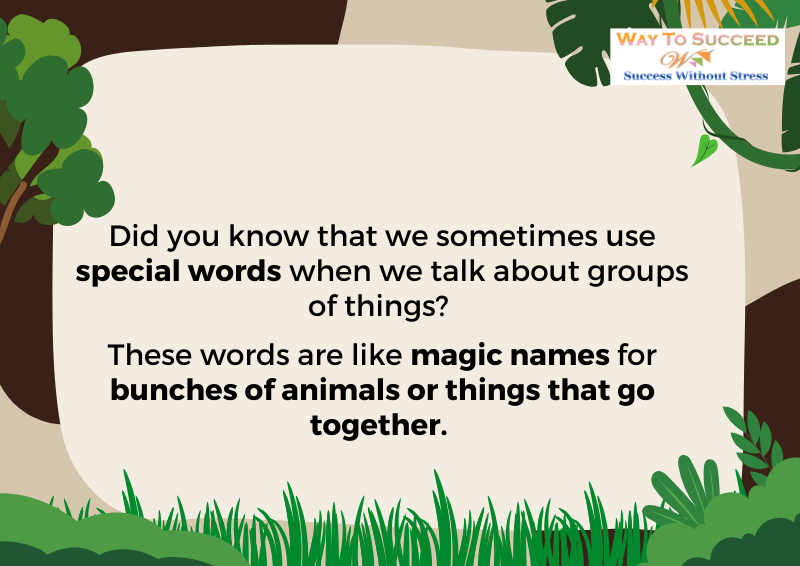 WAY TO SUCCEED
Success Without Stress
Did you know that we sometimes use
special words when we talk about groups
of things?
These words are like magic names for
bunches of animals or things that go
together.